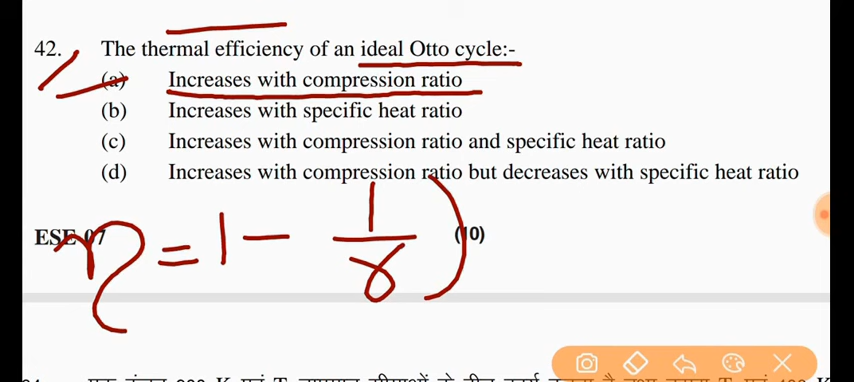 42. The thermal efficiency of an ideal Otto cycle:-
(a) Increases with compression ratio
(b) Increases with specific heat ratio
(c) Increases with compression ratio and specific heat ratio
(d) Increases with compression ratio but decreases with specific heat ratio
η = 1 - 1/γ )
ESE 07 (10)